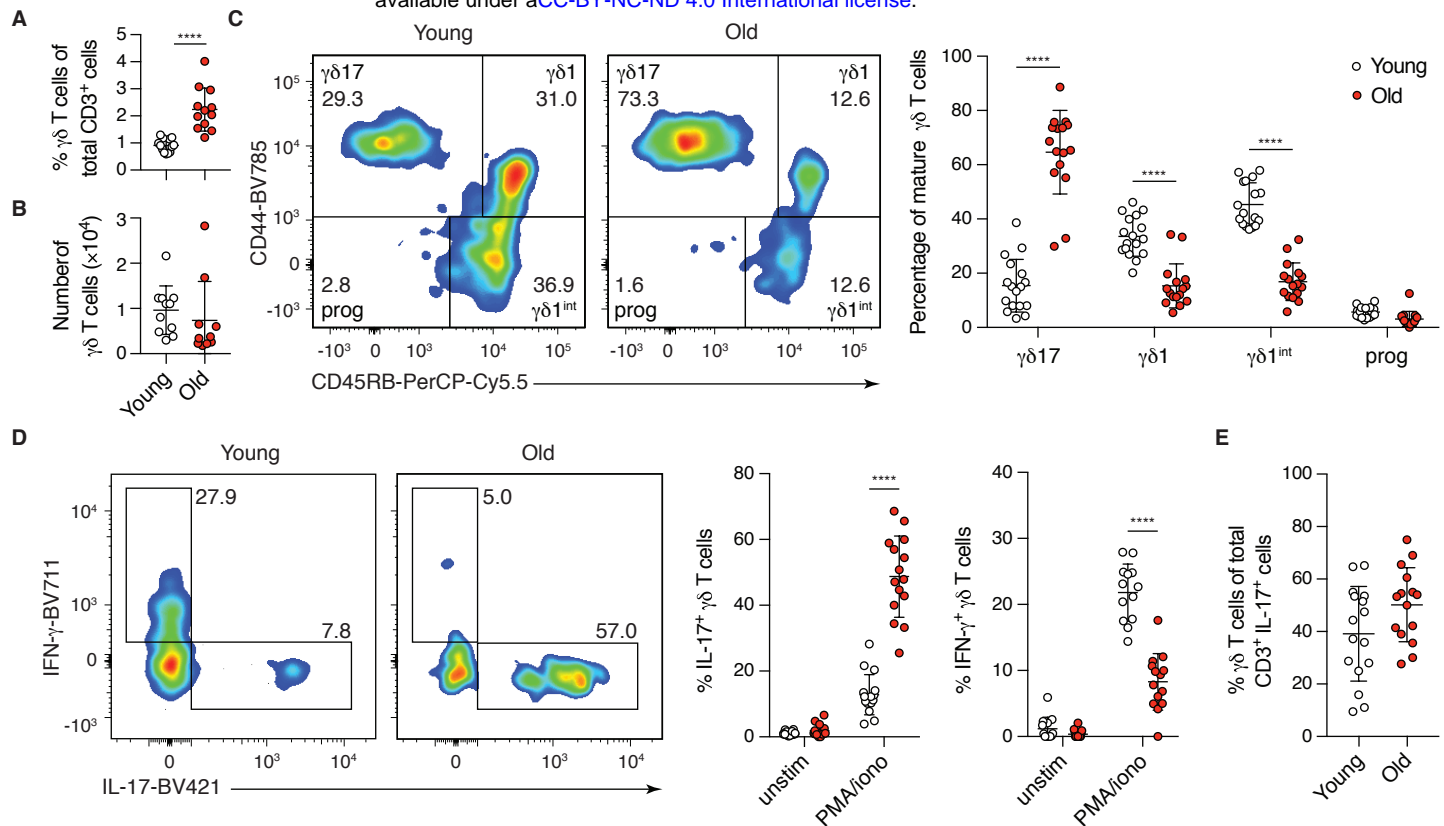 available under aCC-BY-NC-ND 4.0 International license.
A
% γδ T cells of
total CD3+ cells
5
4
3
2
1
0
****
B
Numberof
γδ T cells (×10⁴)
3
2
1
0
Young
Old
C
Young
Old
CD44-BV785
10⁵
10⁴
10³
0
-10³
γδ17
29.3
γδ1
31.0
2.8
prog
36.9
γδ1int
-10³
0
10³
10⁴
10⁵
γδ17
73.3
γδ1
12.6
1.6
prog
12.6
γδ1int
-10³
0
10³
10⁴
10⁵
CD45RB-PerCP-Cy5.5
Percentage of mature γδ T cells
100
80
60
40
20
0
****
****
****
Young
Old
γδ17
γδ1
γδ1int
prog
D
Young
Old
IFN-γ-BV711
10⁴
10³
0
-10³
27.9
7.8
0
10³
10⁴
5.0
57.0
0
10³
10⁴
IL-17-BV421
% IL-17+ γδ T cells
80
60
40
20
0
****
unstim
PMA/iono
% IFN-γ+ γδ T cells
40
30
20
10
0
****
unstim
PMA/iono
E
% γδ T cells of total
CD3+ IL-17+ cells
100
80
60
40
20
0
Young
Old